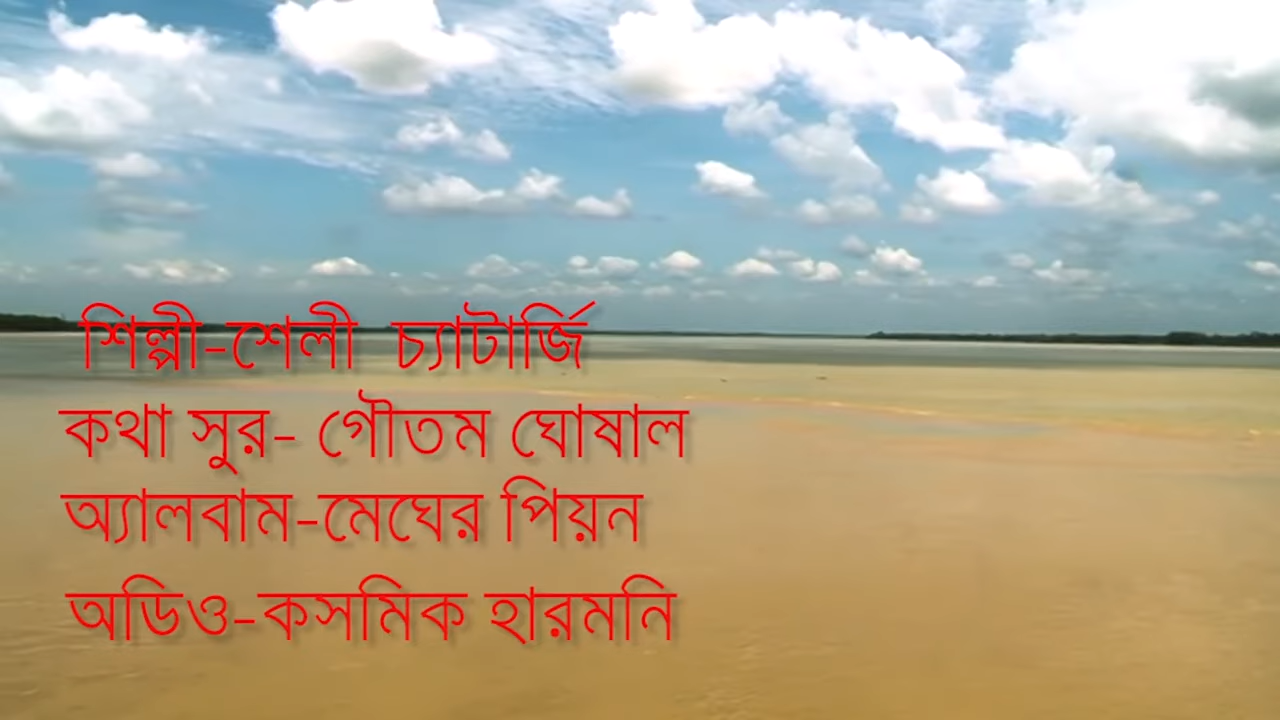 শিল্পী-শেলী চ্যাটার্জি
কথা সুর- গৌতম ঘোষাল
অ্যালবাম-মেঘের পিয়ন
অডিও-কসমিক হারমনি